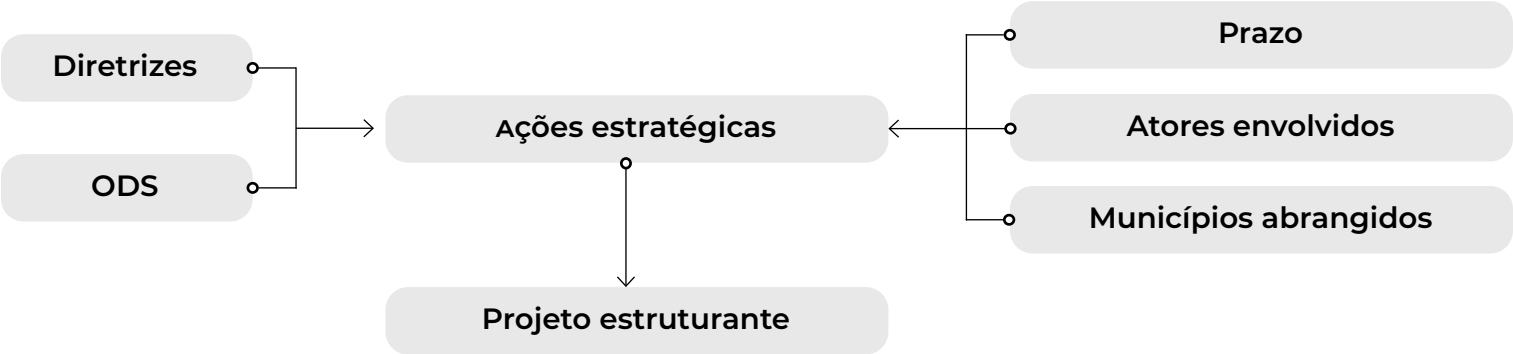 Diretrizes
ODS
Ações estratégicas
Projeto estruturante
Prazo
Atores envolvidos
Municípios abrangidos